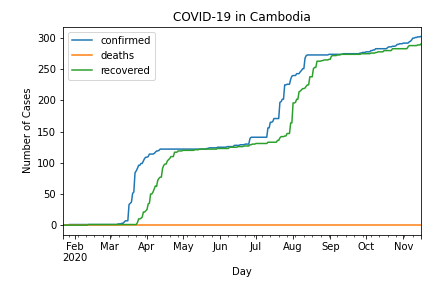 COVID-19 in Cambodia
confirmed
deaths
recovered
Number of Cases
300
250
200
150
100
50
0
Feb Mar Apr May Jun Jul Aug Sep Oct Nov
2020
Day